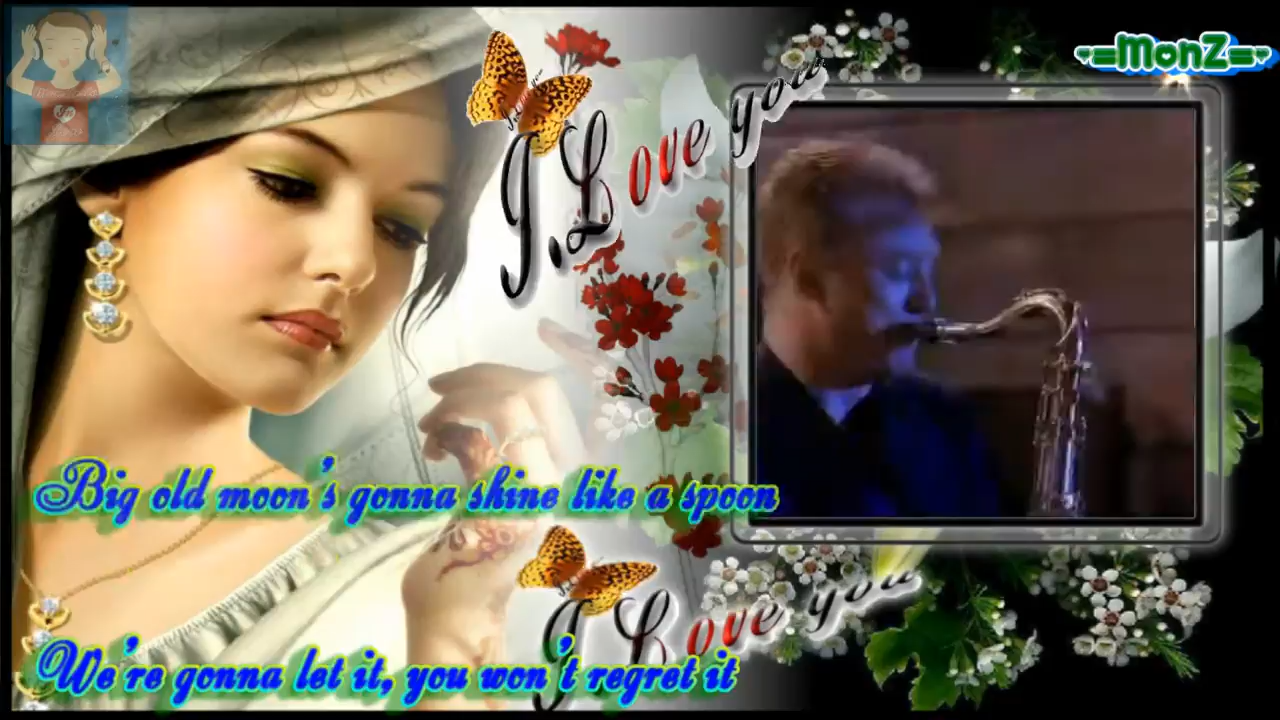 ·=MonZ=·
I Love you
Big old moon's gonna shine like a spoon
I Love you
We're gonna let it, you won't regret it